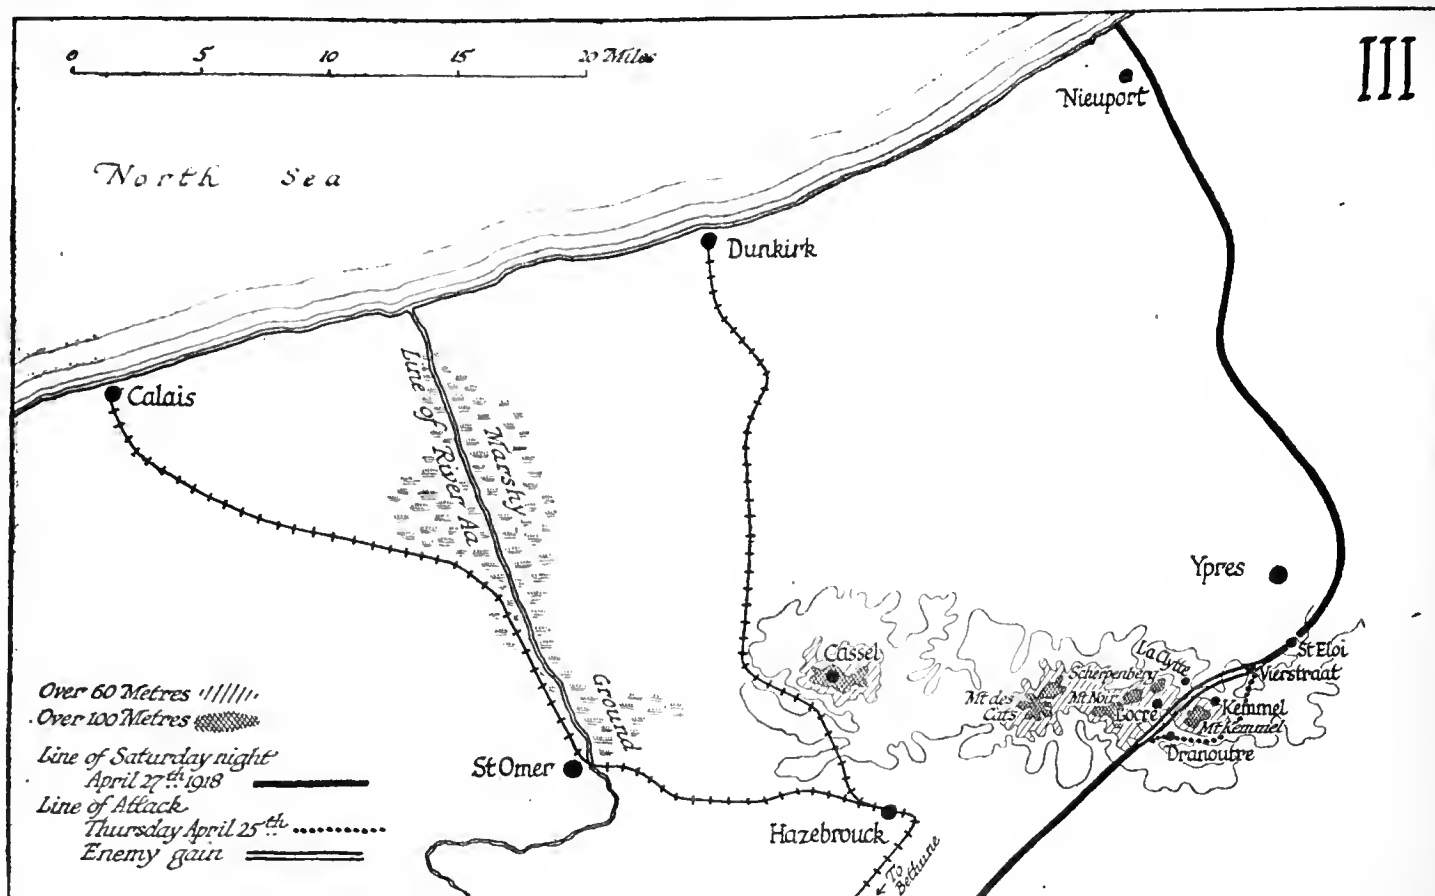 0 5 10 15 20 Miles
III
Nieuport
North Sea
Dunkirk
Calais
Line of River Aa
Marshy
Ground
Ypres
St Eloi
La Clytte
Vierstraat
Cassel
Scherpenberg
Mt des
Cats
Mt Noir
Locre
Kemmel
Mt Kemmel
Dranoutre
Over 60 Metres
Over 100 Metres
Line of Saturday night
April 27th 1918
Line of Attack
Thursday April 25th
Enemy gain
St Omer
Hazebrouck
To
Bethune